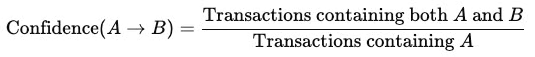 Confidence(A → B) = Transactions containing both A and B / Transactions containing A